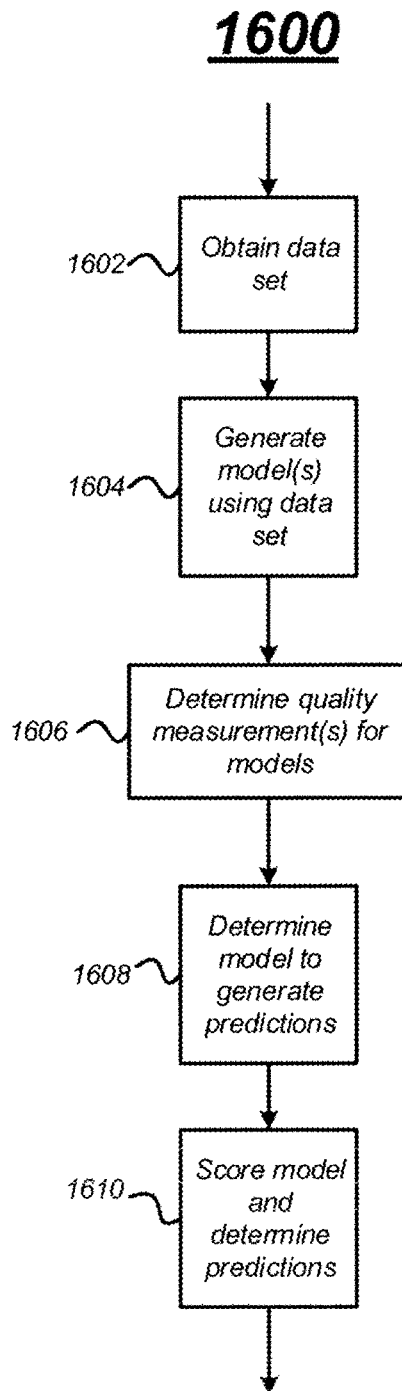 1600
1602
Obtain data
set
1604
Generate
model(s)
using data
set
1606
Determine quality
measurement(s) for
models
1608
Determine
model to
generate
predictions
1610
Score model
and
determine
predictions